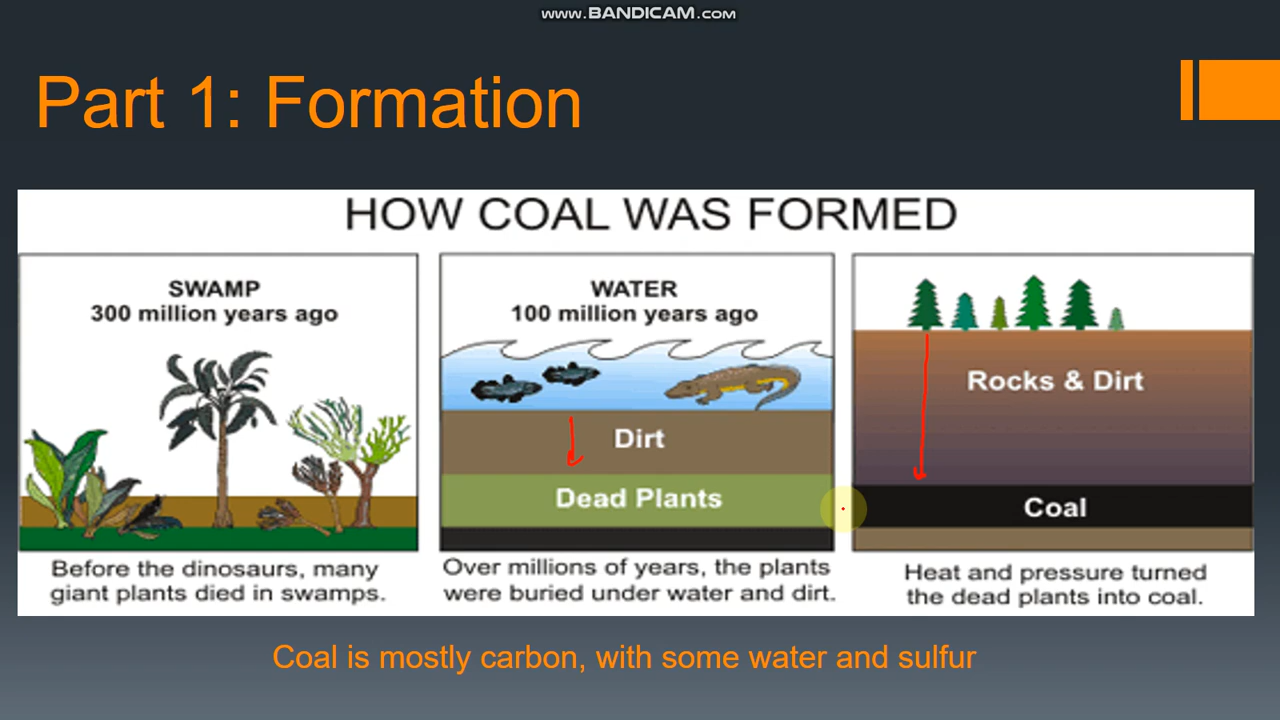 www.BANDICAM.com
Part 1: Formation
HOW COAL WAS FORMED
SWAMP
300 million years ago
Before the dinosaurs, many
giant plants died in swamps.
WATER
100 million years ago
Dirt
Dead Plants
Over millions of years, the plants
were buried under water and dirt.
Rocks & Dirt
Coal
Heat and pressure turned
the dead plants into coal.
Coal is mostly carbon, with some water and sulfur